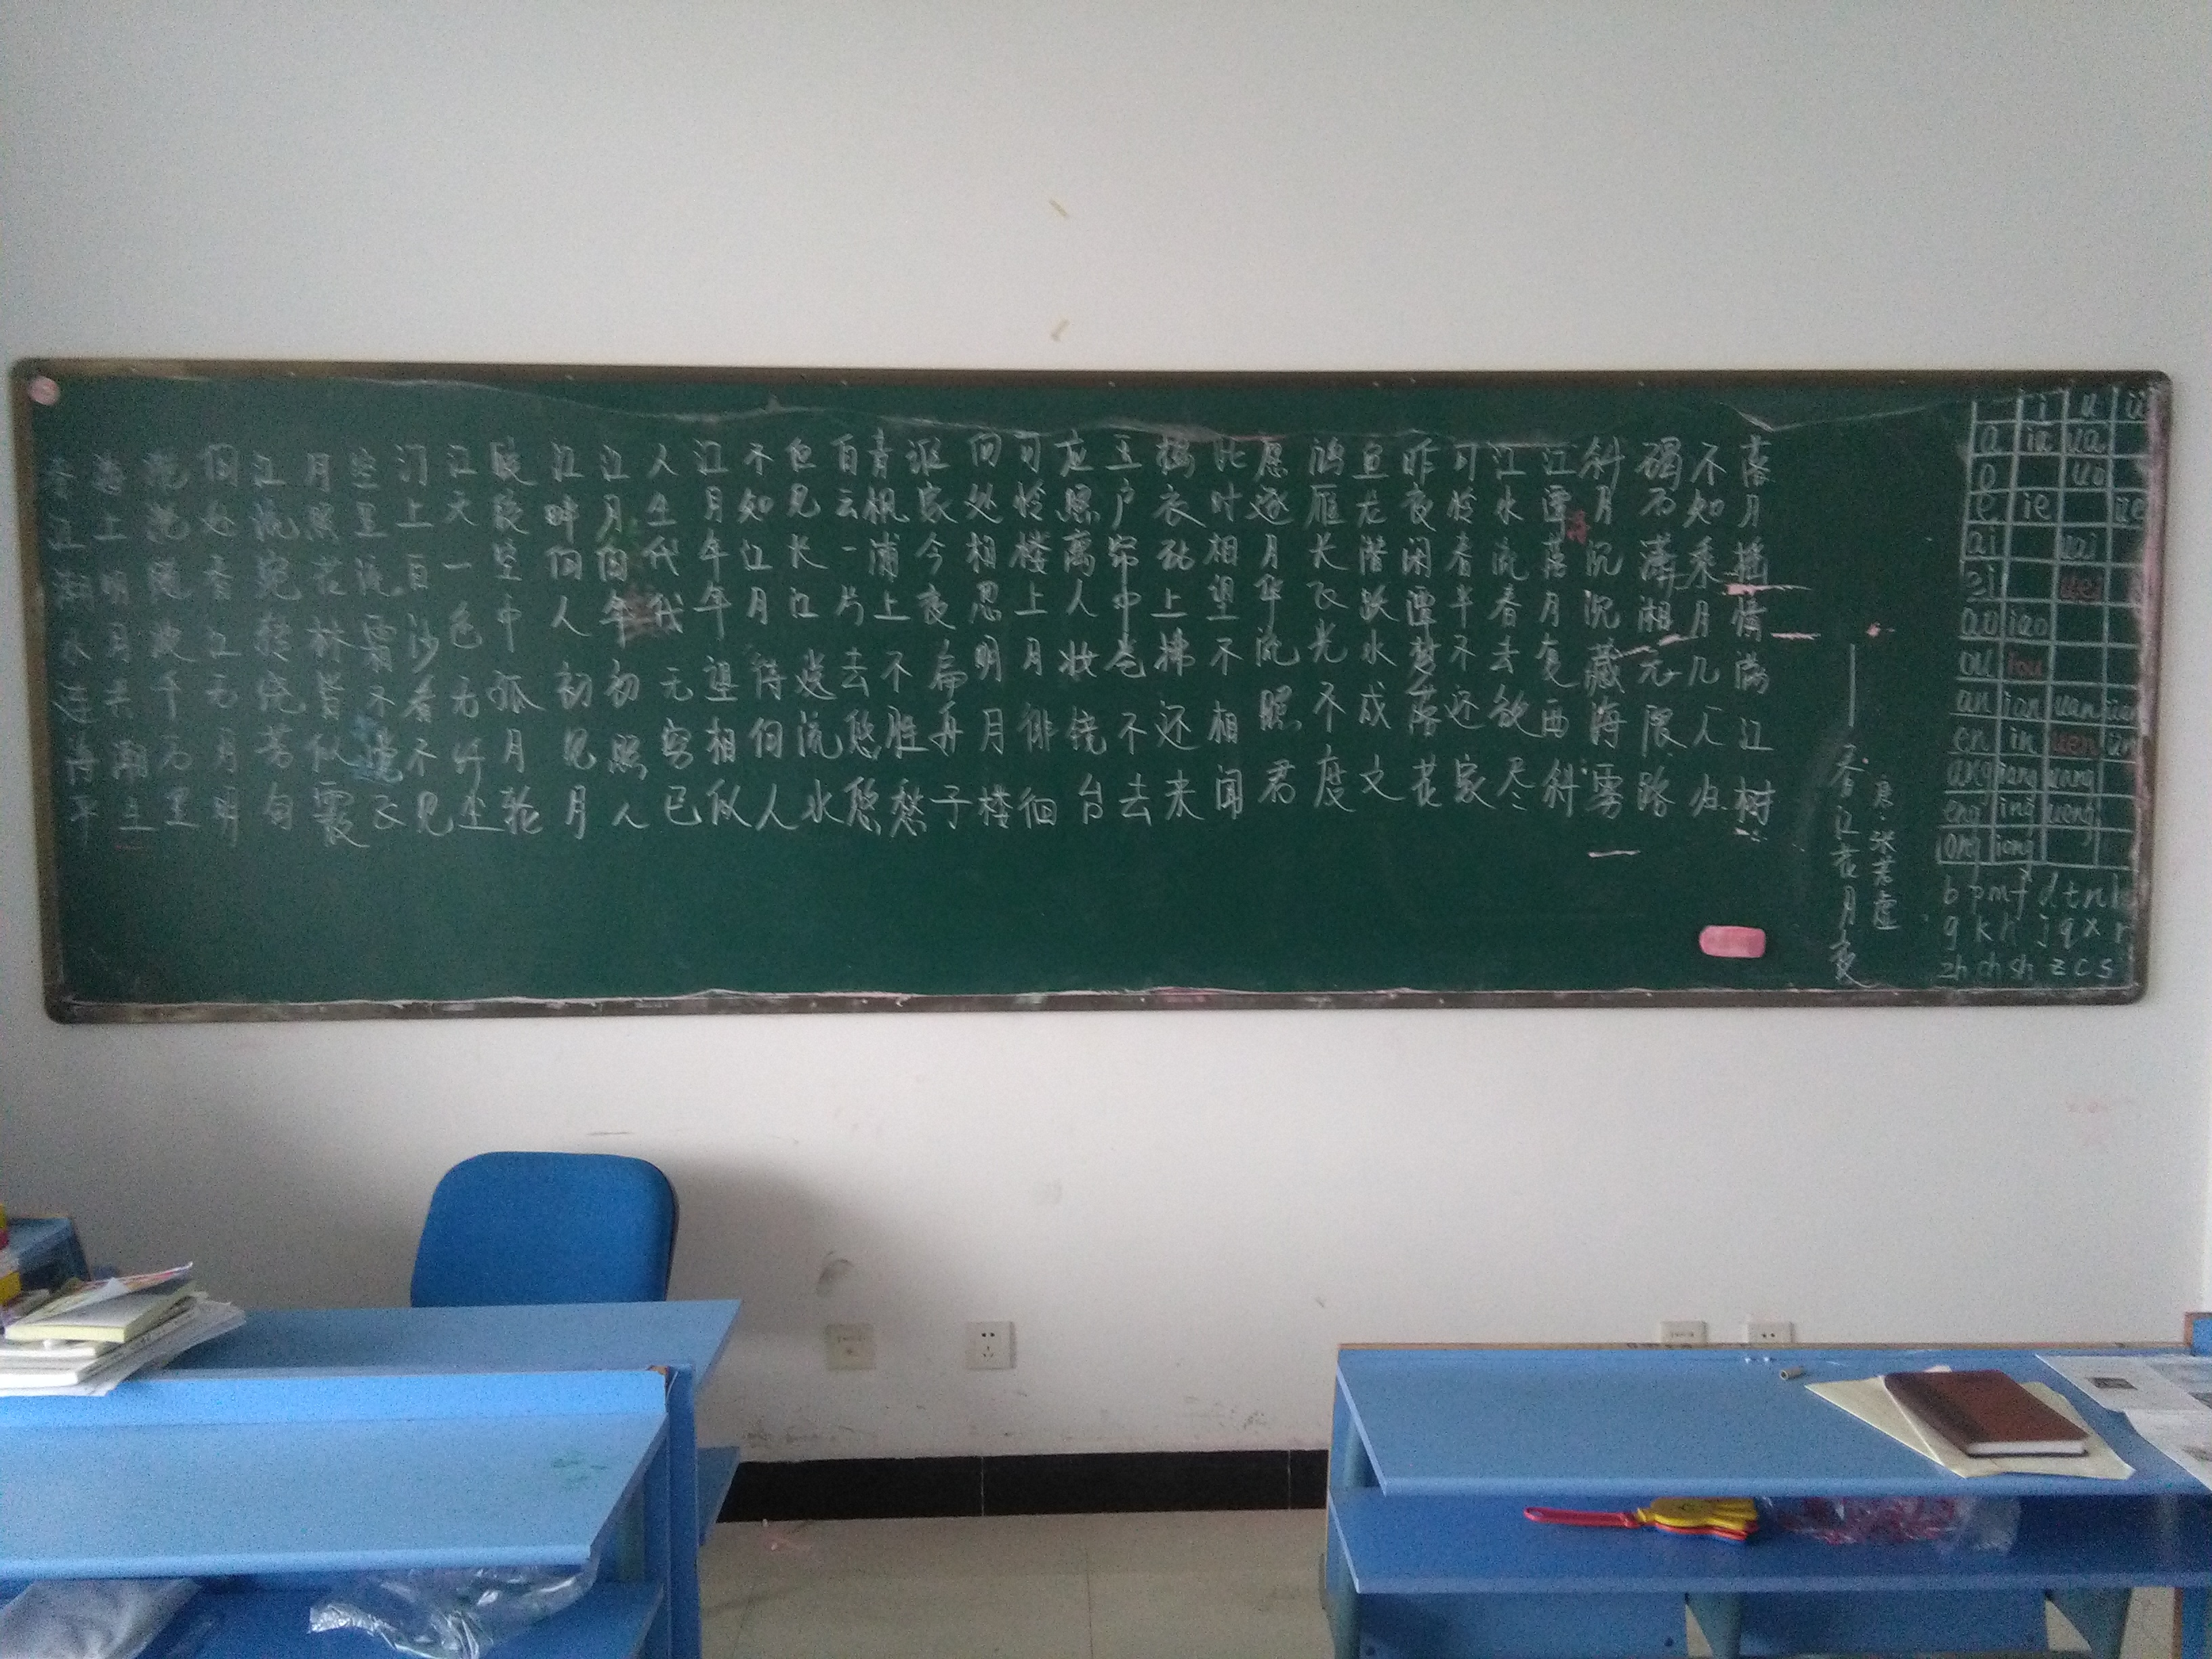 春江潮水连海平
海上明月共潮生
滟滟随波千万里
何处春江无月明
江流宛转绕芳甸
月照花林皆似霰
空里流霜不觉飞
汀上白沙看不见
江天一色无纤尘
皎皎空中孤月轮
江畔何人初见月
江月何年初照人
人生代代无穷已
江月年年望相似
不知江月待何人
但见长江送流水
白云一片去悠悠
青枫浦上不胜愁
谁家今夜扁舟子
何处相思明月楼
可怜楼上月徘徊
应照离人妆镜台
玉户帘中卷不去
捣衣砧上拂还来
此时相望不相闻
愿逐月华流照君
鸿雁长飞光不度
鱼龙潜跃水成文
昨夜闲潭梦落花
可怜春半不还家
江水流春去欲尽
江潭落月复西斜
斜月沉沉藏海雾
碣石潇湘无限路
不知乘月几人归
落月摇情满江树
——春江花月夜
唐·张若虚
i u ü
a ia ua
o uo
e ie üe
ai uai
ei uei
ao iao
ou iou
an ian uan üan
en in uen ün
ang iang uang
eng ing ueng
ong iong
b p m f d t n l
g k h j q x r
zh ch sh z c s